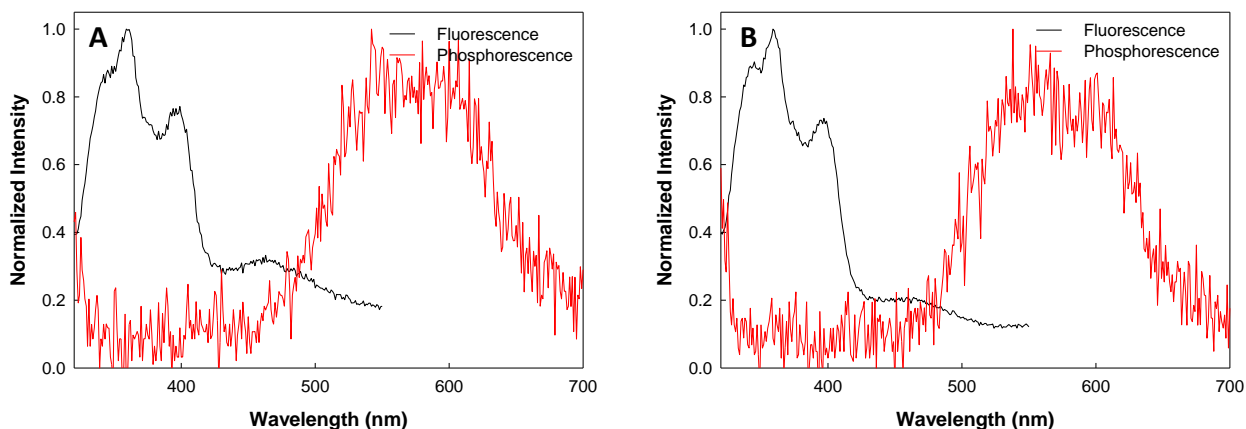 A
Fluorescence
Phosphorescence
1.0
0.8
0.6
0.4
0.2
0.0
Normalized Intensity
400
500
600
700
Wavelength (nm)
B
Fluorescence
Phosphorescence
1.0
0.8
0.6
0.4
0.2
0.0
Normalized Intensity
400
500
600
700
Wavelength (nm)